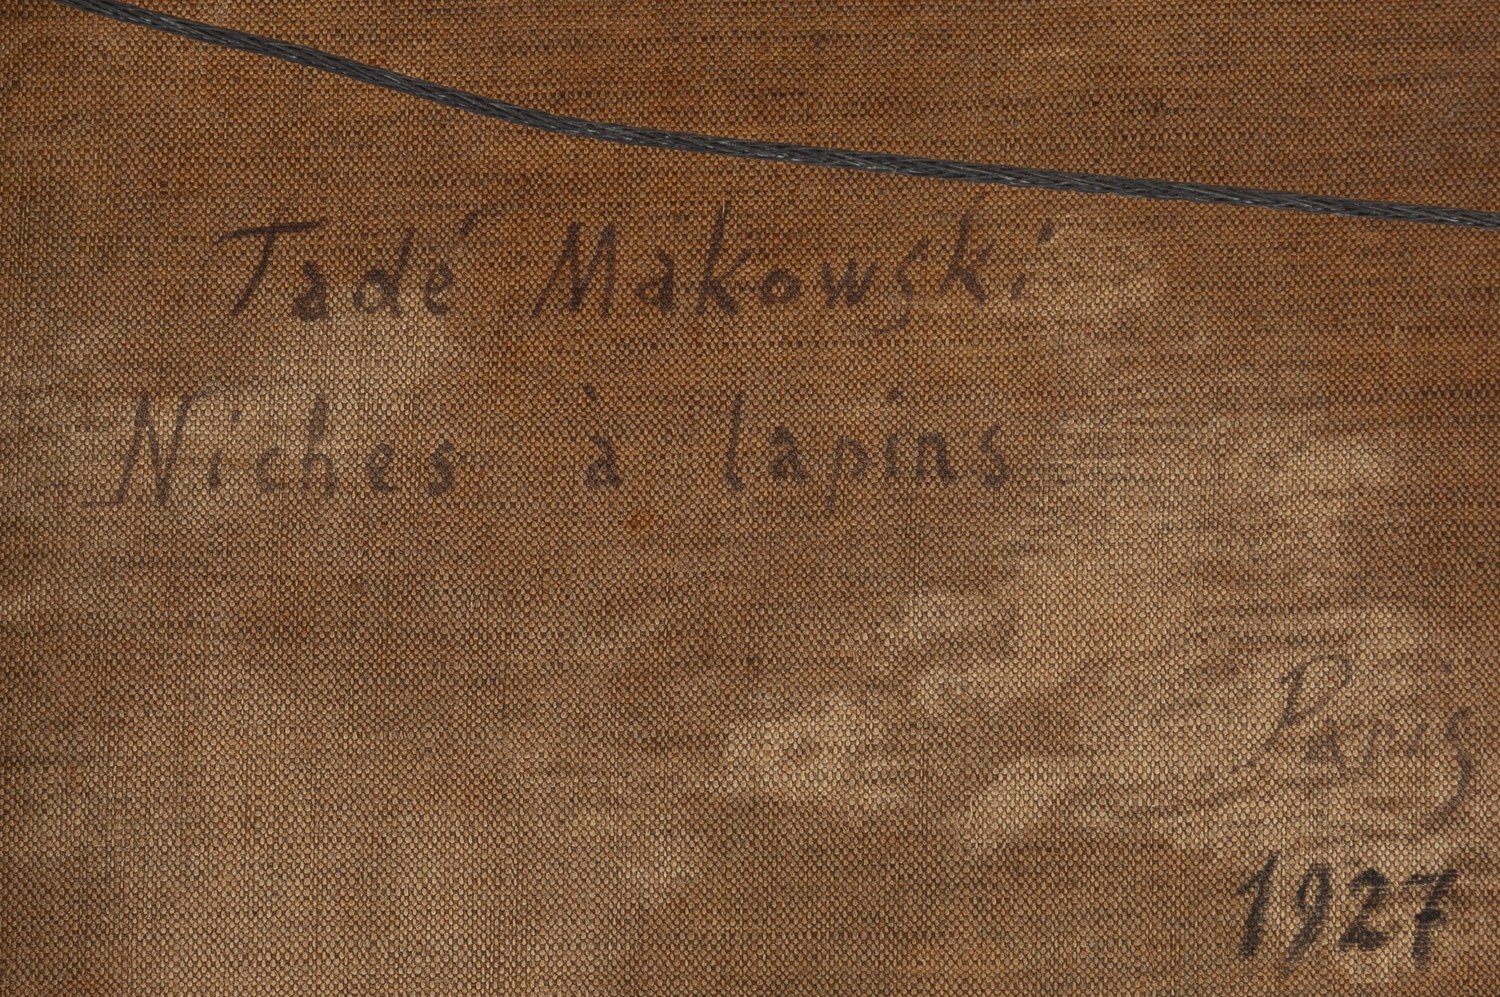 Tadé Makowski
Niches à lapins
Paris
1927